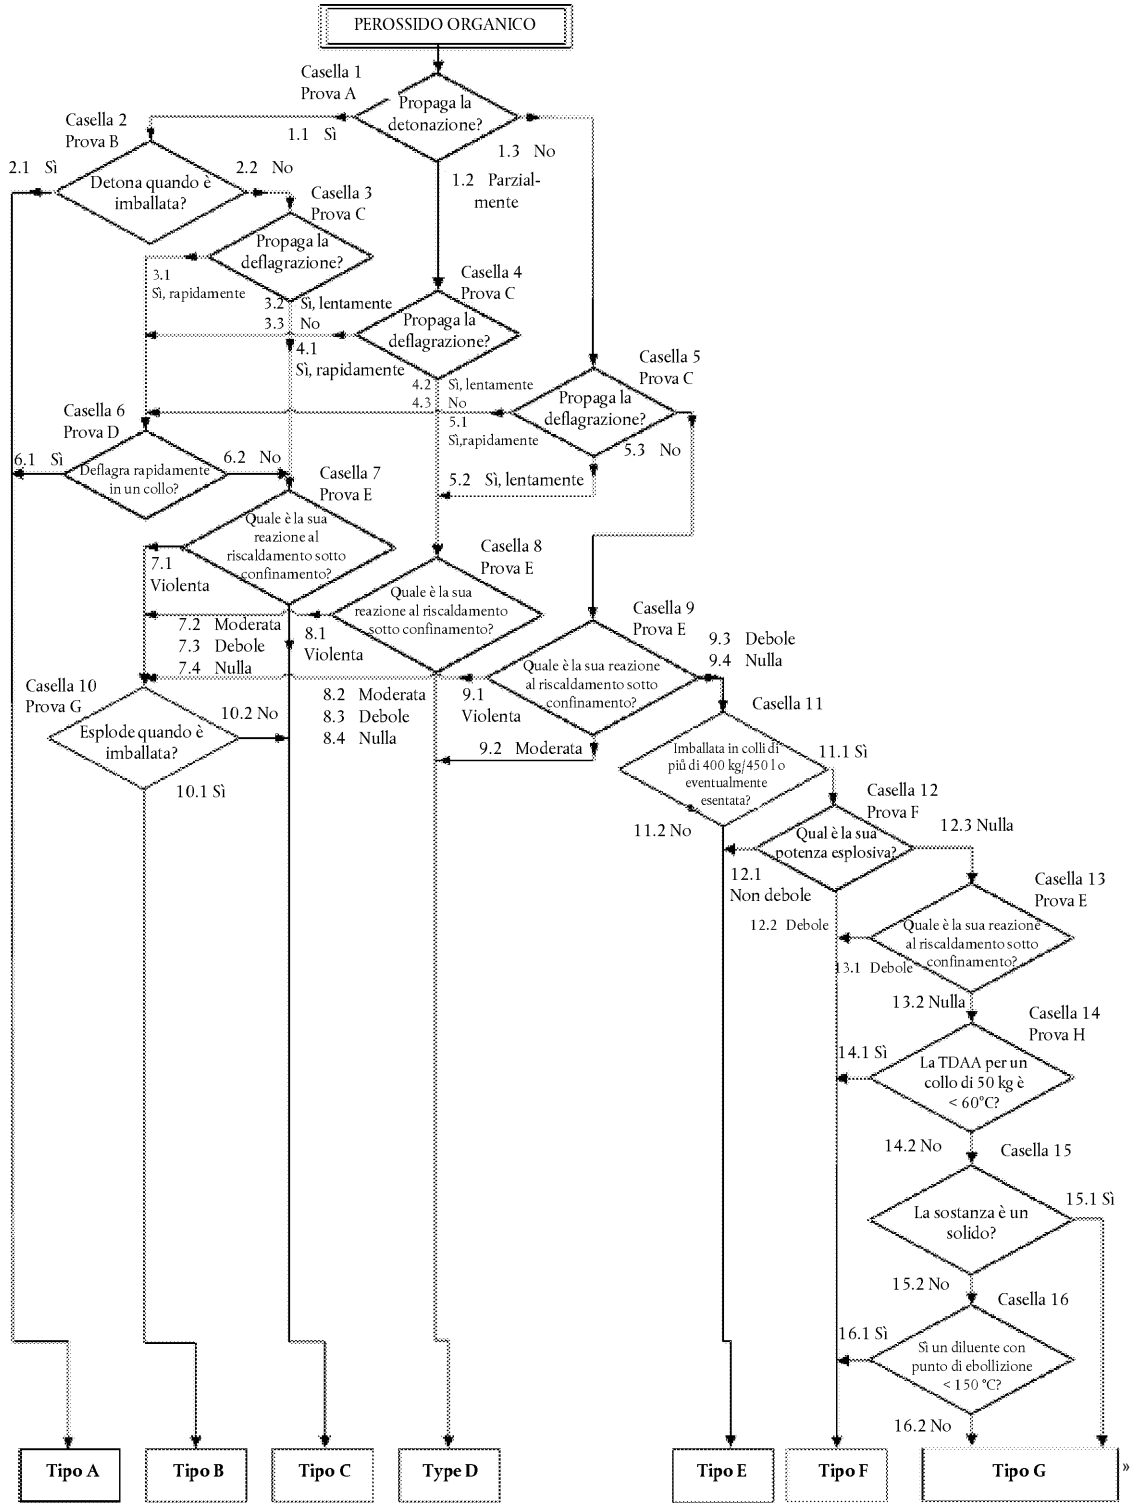 PEROSSIDO ORGANICO
Casella 1
Prova A
Propaga la
detonazione?
1.1 Sì
1.3 No
1.2 Parzial-
mente
Casella 2
Prova B
2.1 Sì
2.2 No
Detona quando è
imballata?
Casella 3
Prova C
Propaga la
deflagrazione?
3.1
Sì, rapidamente
3.2 Sì, lentamente
3.3 No
Casella 4
Prova C
Propaga la
deflagrazione?
4.1
Sì, rapidamente
4.2 Sì, lentamente
4.3 No
Casella 5
Prova C
Propaga la
deflagrazione?
5.1
Sì,rapidamente
5.3 No
5.2 Sì, lentamente
Casella 6
Prova D
6.1 Sì
6.2 No
Deflagra rapidamente
in un collo?
Casella 7
Prova E
Quale è la sua
reazione al
riscaldamento sotto
confinamento?
7.1
Violenta
7.2 Moderata
7.3 Debole
7.4 Nulla
Casella 8
Prova E
Quale è la sua
reazione al riscaldamento
sotto confinamento?
8.1
Violenta
8.2 Moderata
8.3 Debole
8.4 Nulla
Casella 9
Prova E
Quale è la sua reazione
al riscaldamento sotto
confinamento?
9.1
Violenta
9.2 Moderata
9.3 Debole
9.4 Nulla
Casella 10
Prova G
Esplode quando è
imballata?
10.2 No
10.1 Sì
Casella 11
Imballata in colli di
più di 400 kg/450 l o
eventualmente
esentata?
11.1 Sì
11.2 No
Casella 12
Prova F
Qual è la sua
potenza esplosiva?
12.3 Nulla
12.1
Non debole
12.2 Debole
Casella 13
Prova E
Quale è la sua reazione
al riscaldamento sotto
confinamento?
13.1 Debole
13.2 Nulla
Casella 14
Prova H
14.1 Sì
La TDAA per un
collo di 50 kg è
< 60°C?
14.2 No
Casella 15
La sostanza è un
solido?
15.1 Sì
15.2 No
Casella 16
16.1 Sì
Sì un diluente con
punto di ebollizione
< 150 °C?
16.2 No
Tipo A
Tipo B
Tipo C
Type D
Tipo E
Tipo F
Tipo G
»